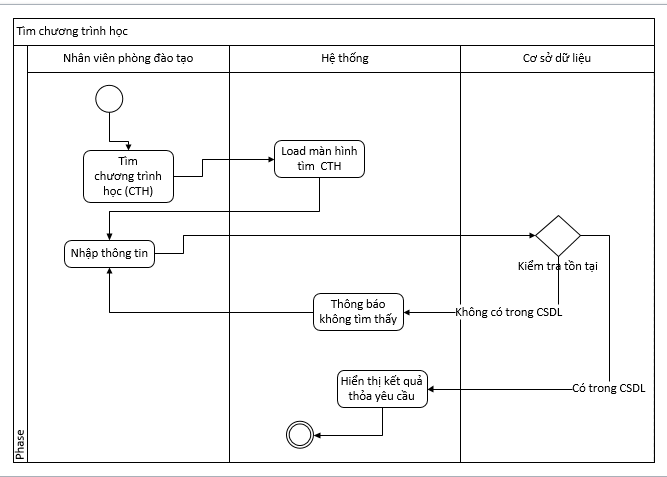 Tìm chương trình học
Nhân viên phòng đào tạo
Hệ thống
Cơ sở dữ liệu
Tìm
chương trình
học (CTH)
Load màn hình
tìm CTH
Nhập thông tin
Kiểm tra tồn tại
Thông báo
không tìm thấy
Không có trong CSDL
Hiển thị kết quả
thỏa yêu cầu
Có trong CSDL
Phase